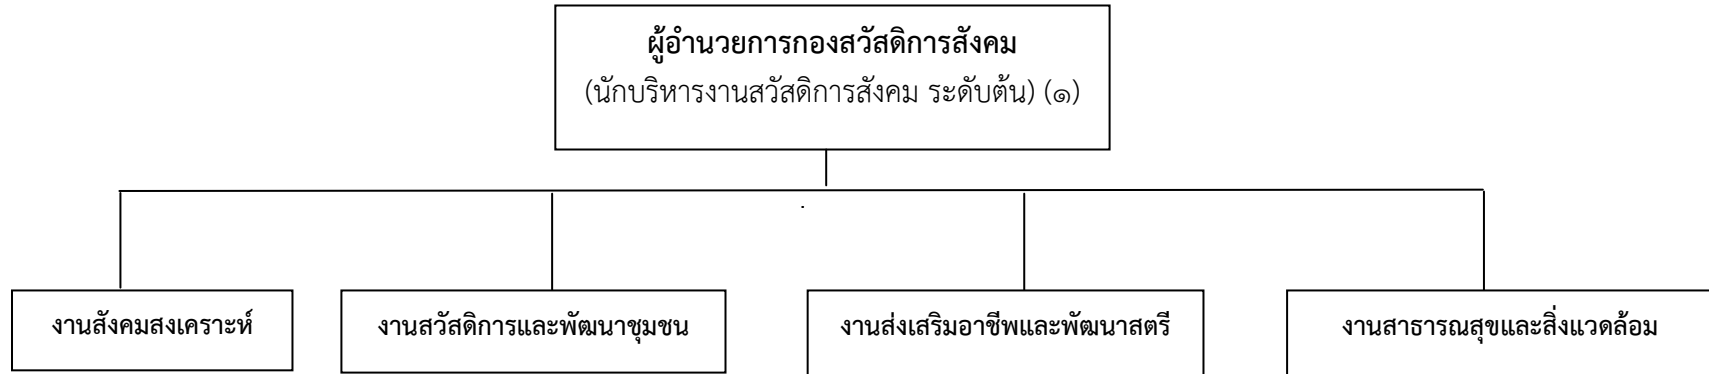 ผู้อำนวยการกองสวัสดิการสังคม
(นักบริหารงานสวัสดิการสังคม ระดับต้น) (๑)
งานสังคมสงเคราะห์
งานสวัสดิการและพัฒนาชุมชน
งานส่งเสริมอาชีพและพัฒนาสตรี
งานสาธารณสุขและสิ่งแวดล้อม